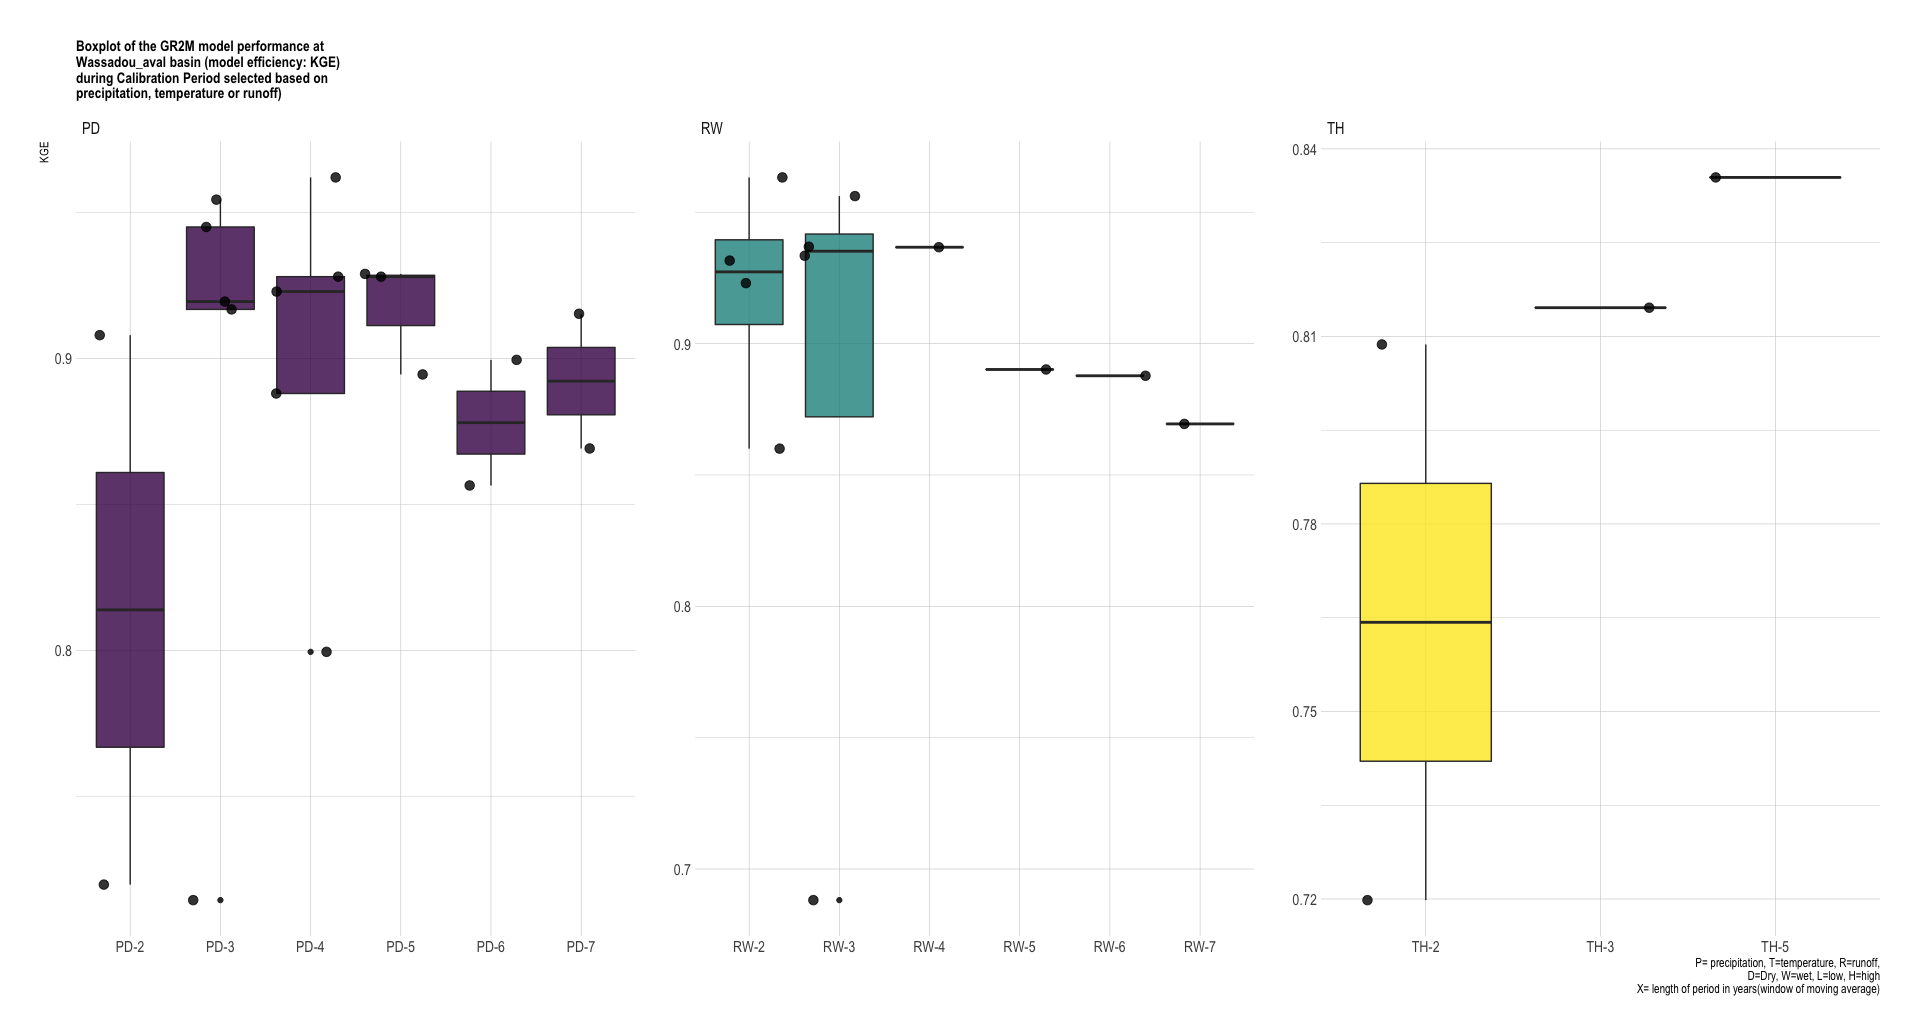 Boxplot of the GR2M model performance at
Wassadou_aval basin (model efficiency: KGE)
during Calibration Period selected based on
precipitation, temperature or runoff)
KGE
PD
0.9
0.8
PD-2 PD-3 PD-4 PD-5 PD-6 PD-7
RW
0.9
0.8
0.7
RW-2 RW-3 RW-4 RW-5 RW-6 RW-7
TH
0.84
0.81
0.78
0.75
0.72
TH-2 TH-3 TH-5
P= precipitation, T=temperature, R=runoff,
D=Dry, W=wet, L=low, H=high
X= length of period in years(window of moving average)